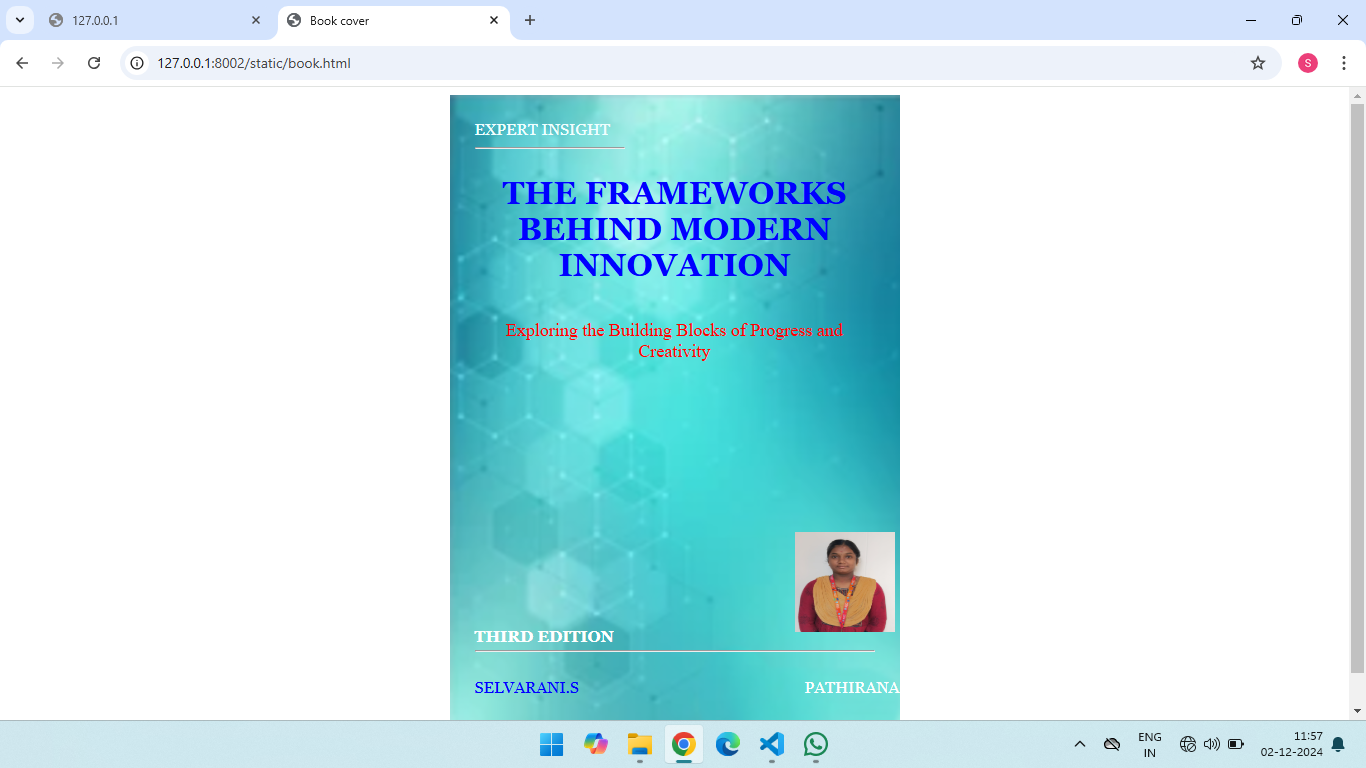 127.0.0.1
Book cover
127.0.0.1:8002/static/book.html
S
EXPERT INSIGHT
THE FRAMEWORKS
BEHIND MODERN
INNOVATION
Exploring the Building Blocks of Progress and
Creativity
THIRD EDITION
SELVARANI.S
PATHIRANA
ENG
IN
11:57
02-12-2024